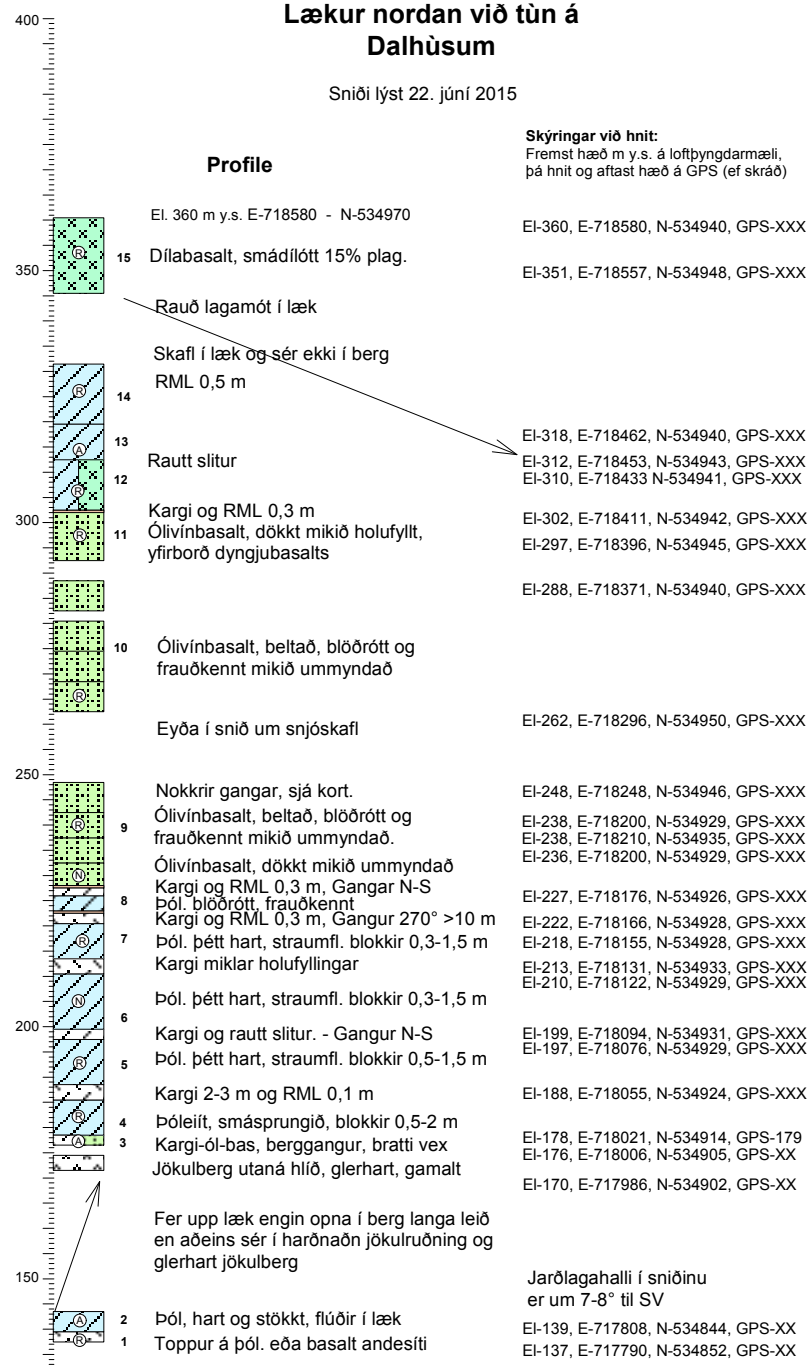 Lækur nordan við tùn á
Dalhùsum
Sniði lýst 22. júní 2015
Skýringar við hnit:
Fremst hæð m y.s. á loftþyngdarmæli,
þá hnit og aftast hæð á GPS (ef skráð)
Profile
400
El. 360 m y.s. E-718580 - N-534970
El-360, E-718580, N-534940, GPS-XXX
R
15 Dílabasalt, smádílótt 15% plag.
350
El-351, E-718557, N-534948, GPS-XXX
Rauð lagamót í læk
Skafl í læk og sér ekki í berg
RML 0,5 m
R
14
13
A
El-318, E-718462, N-534940, GPS-XXX
Rautt slitur
El-312, E-718453, N-534943, GPS-XXX
12
El-310, E-718433 N-534941, GPS-XXX
R
Kargi og RML 0,3 m
300
El-302, E-718411, N-534942, GPS-XXX
R
11 Ólivínbasalt, dökkt mikið holufyllt,
yfirborð dyngjubasalts
El-297, E-718396, N-534945, GPS-XXX
El-288, E-718371, N-534940, GPS-XXX
10 Ólivínbasalt, beltað, blöðrótt og
frauðkennt mikið ummyndað
R
Eyða í snið um snjóskafl
El-262, E-718296, N-534950, GPS-XXX
250
Nokkrir gangar, sjá kort.
El-248, E-718248, N-534946, GPS-XXX
R
9 Ólivínbasalt, beltað, blöðrótt og
frauðkennt mikið ummyndað.
El-238, E-718200, N-534929, GPS-XXX
El-238, E-718210, N-534935, GPS-XXX
El-236, E-718200, N-534929, GPS-XXX
Ólivínbasalt, dökkt mikið ummyndað
N
Kargi og RML 0,3 m, Gangar N-S
El-227, E-718176, N-534926, GPS-XXX
8 Þól. blöðrótt, frauðkennt
Kargi og RML 0,3 m, Gangur 270° >10 m
El-222, E-718166, N-534928, GPS-XXX
R
7 Þól. þétt hart, straumfl. blokkir 0,3-1,5 m
El-218, E-718155, N-534928, GPS-XXX
Kargi miklar holufyllingar
El-213, E-718131, N-534933, GPS-XXX
El-210, E-718122, N-534929, GPS-XXX
N
Þól. þétt hart, straumfl. blokkir 0,3-1,5 m
6
200
Kargi og rautt slitur. - Gangur N-S
El-199, E-718094, N-534931, GPS-XXX
El-197, E-718076, N-534929, GPS-XXX
R
5 Þól. þétt hart, straumfl. blokkir 0,5-1,5 m
Kargi 2-3 m og RML 0,1 m
El-188, E-718055, N-534924, GPS-XXX
R
4 Þóleiít, smásprungið, blokkir 0,5-2 m
A
3 Kargi-ól-bas, berggangur, bratti vex
El-178, E-718021, N-534914, GPS-179
El-176, E-718006, N-534905, GPS-XX
Jökulberg utaná hlíð, glerhart, gamalt
El-170, E-717986, N-534902, GPS-XX
Fer upp læk engin opna í berg langa leið
en aðeins sér í harðnaðn jökulruðning og
glerhart jökulberg
150
Jarðlagahalli í sniðinu
er um 7-8° til SV
A
2 Þól, hart og stökkt, flúðir í læk
El-139, E-717808, N-534844, GPS-XX
R
1 Toppur á þól. eða basalt andesíti
El-137, E-717790, N-534852, GPS-XX